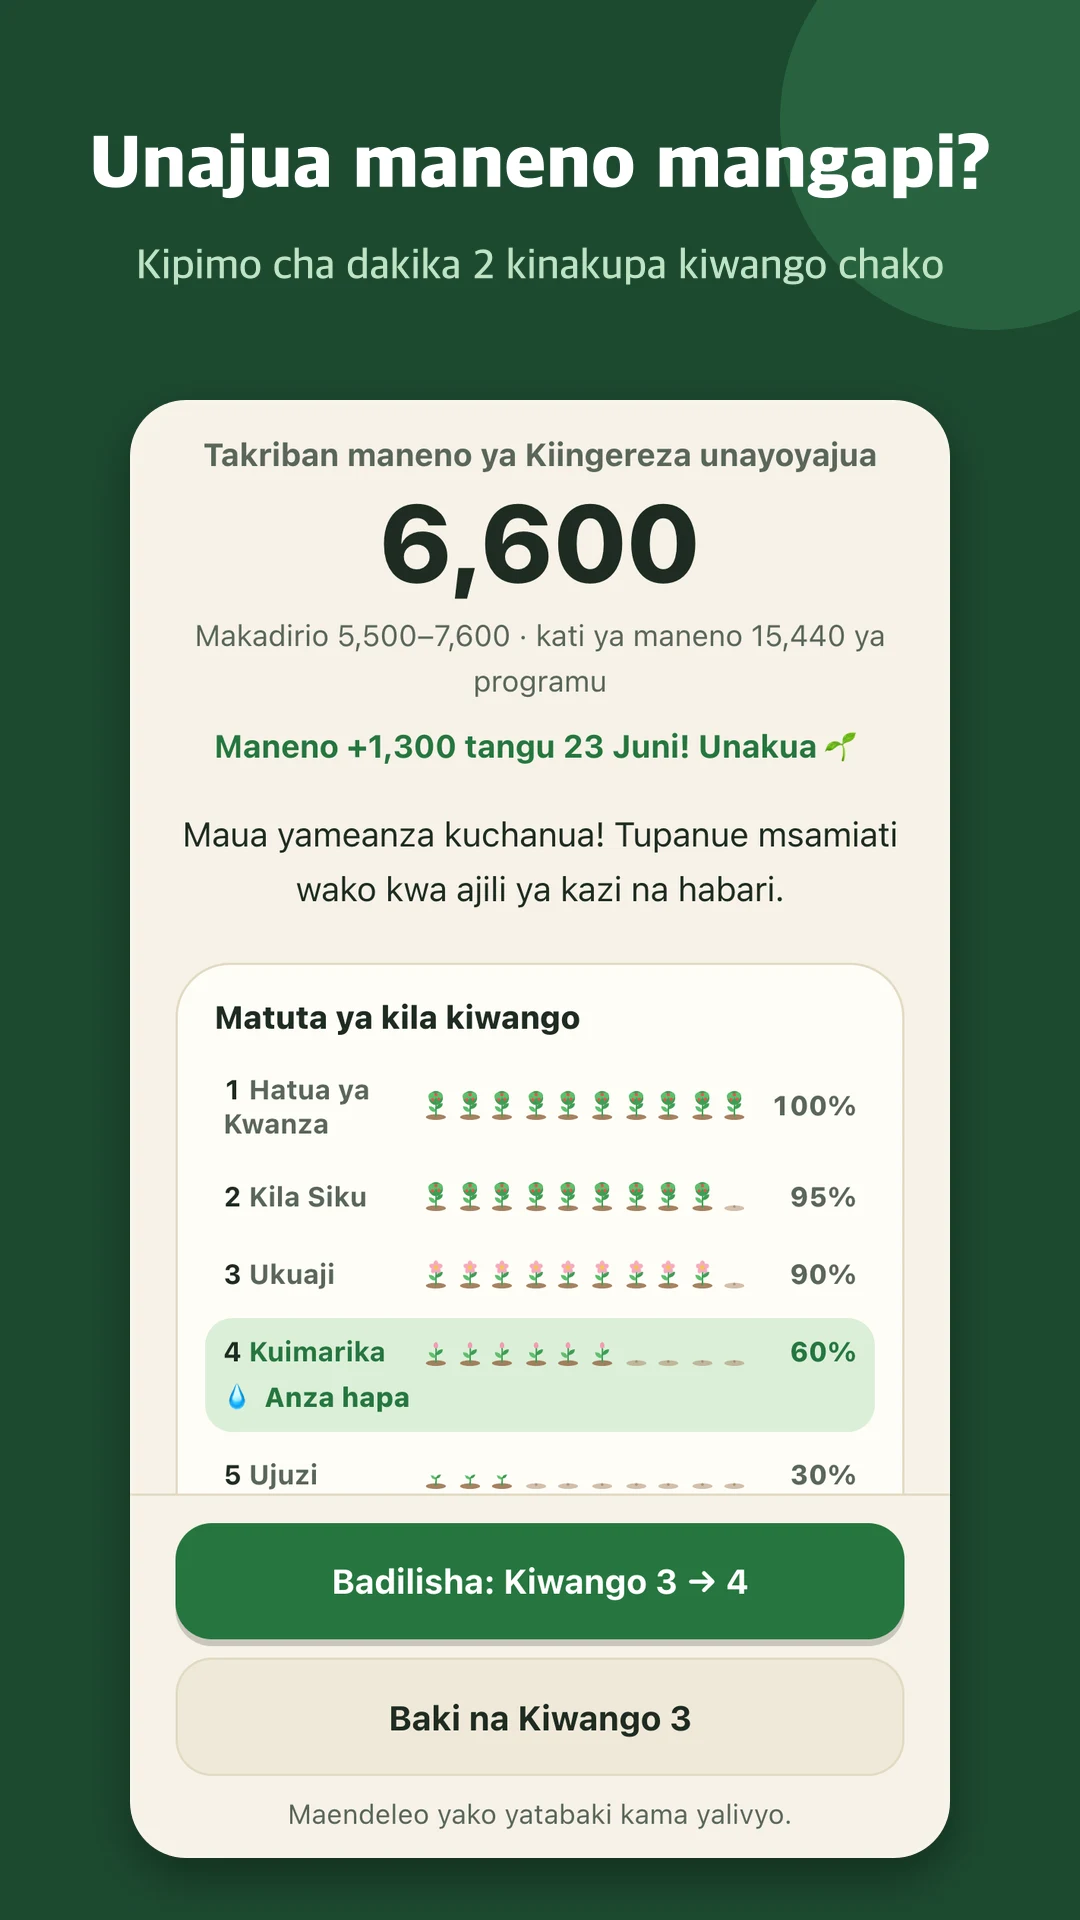 Unajua maneno mangapi?
Kipimo cha dakika 2 kinakupa kiwango chako
Takriban maneno ya Kiingereza unayoyajua
6,600
Makadirio 5,500–7,600 · kati ya maneno 15,440 ya
programu
Maneno +1,300 tangu 23 Juni! Unakua 🌱
Maua yameanza kuchanua! Tupanue msamiati
wako kwa ajili ya kazi na habari.
Matuta ya kila kiwango
1 Hatua ya
Kwanza
100%
2 Kila Siku 95%
3 Ukuaji 90%
4 Kuimarika 60%
💧 Anza hapa
5 Ujuzi 30%
Badilisha: Kiwango 3 → 4
Baki na Kiwango 3
Maendeleo yako yatabaki kama yalivyo.